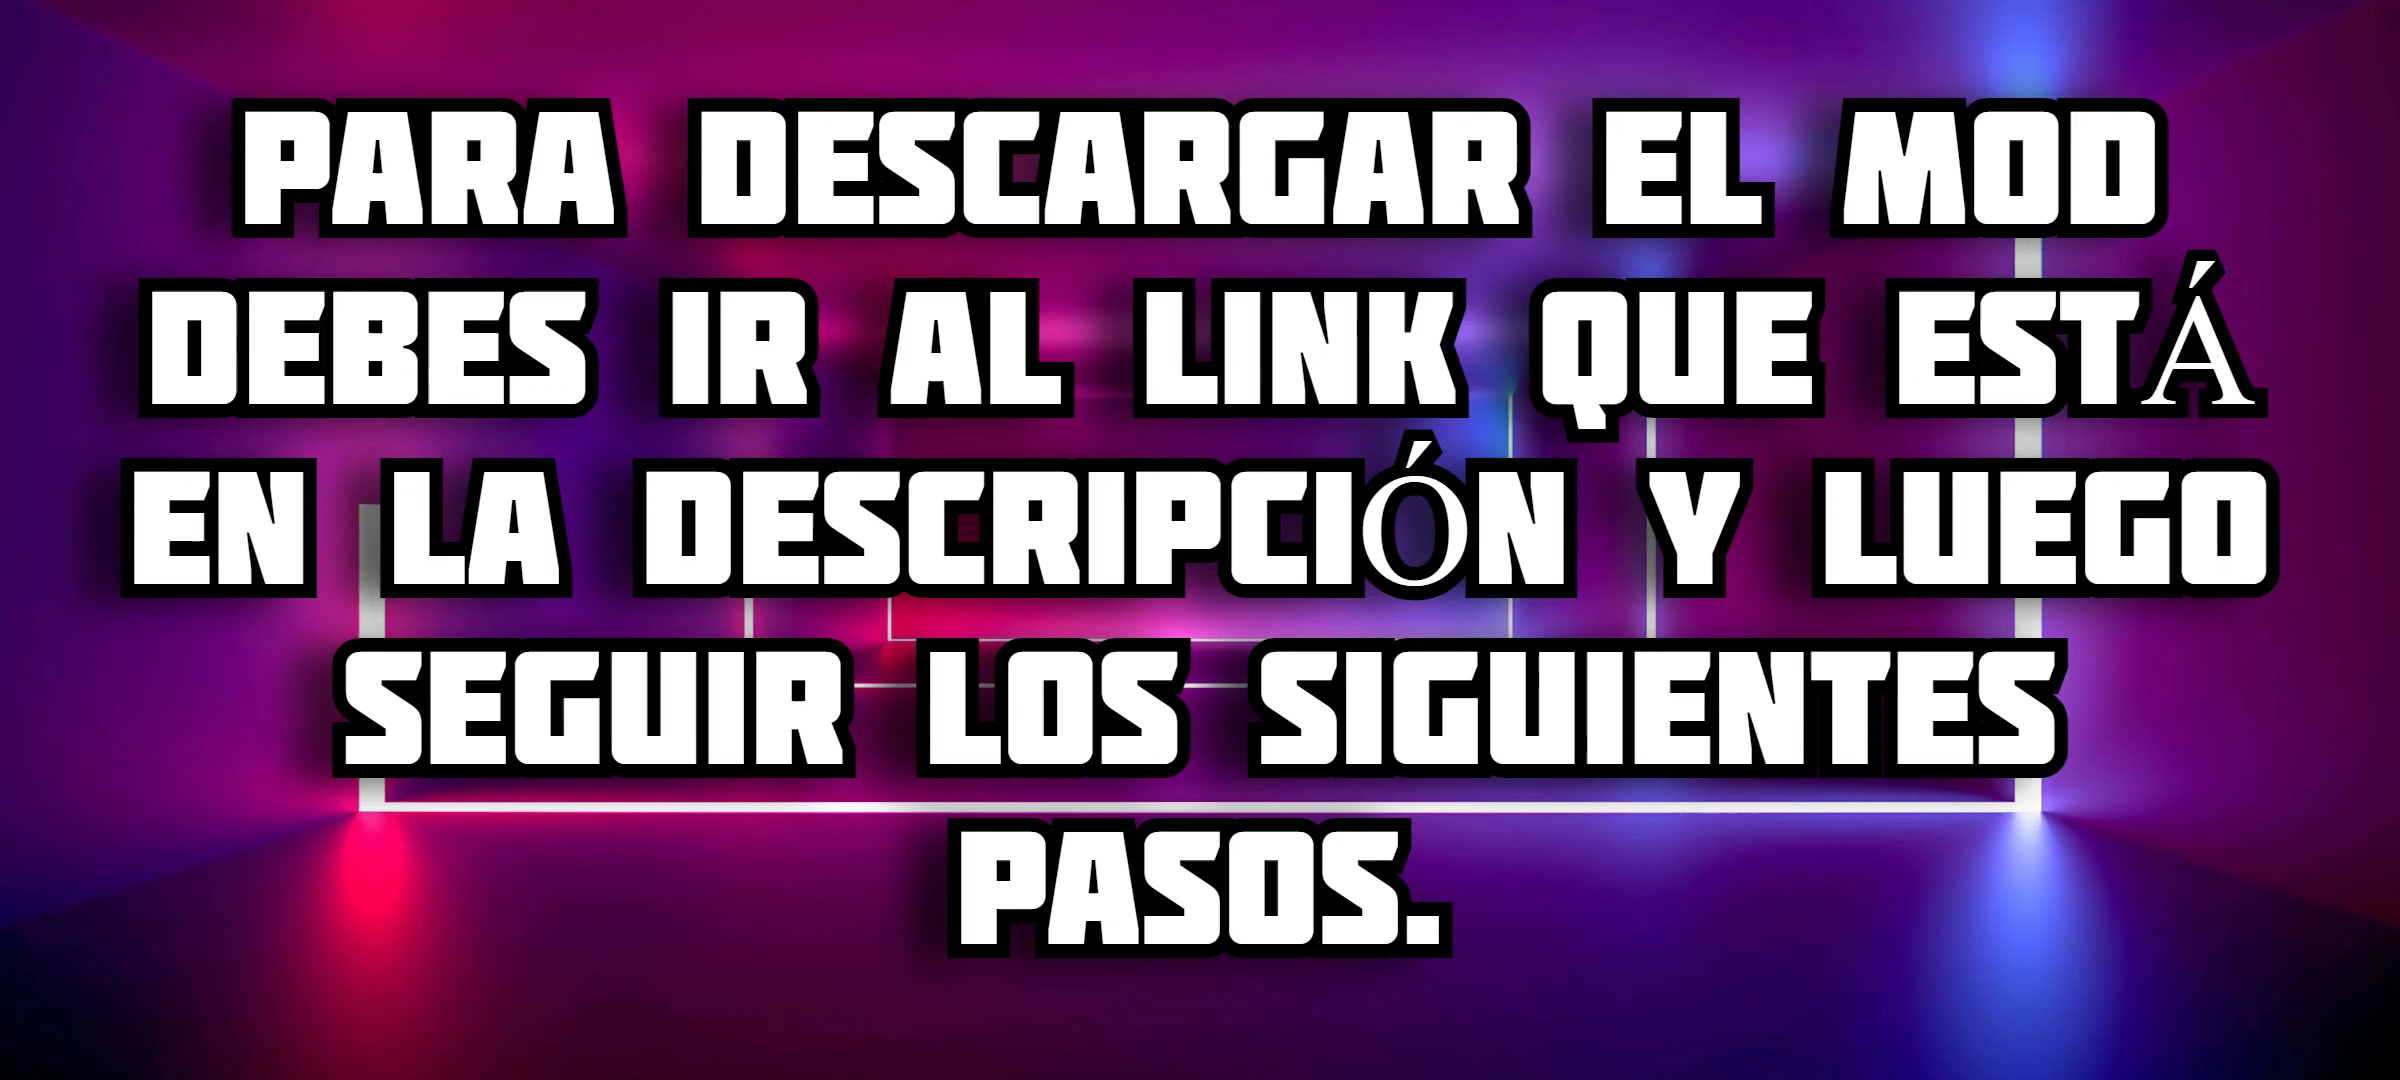 PARA DESCARGAR EL MOD
DEBES IR AL LINK QUE ESTÁ
EN LA DESCRIPCIÓN Y LUEGO
SEGUIR LOS SIGUIENTES
PASOS.